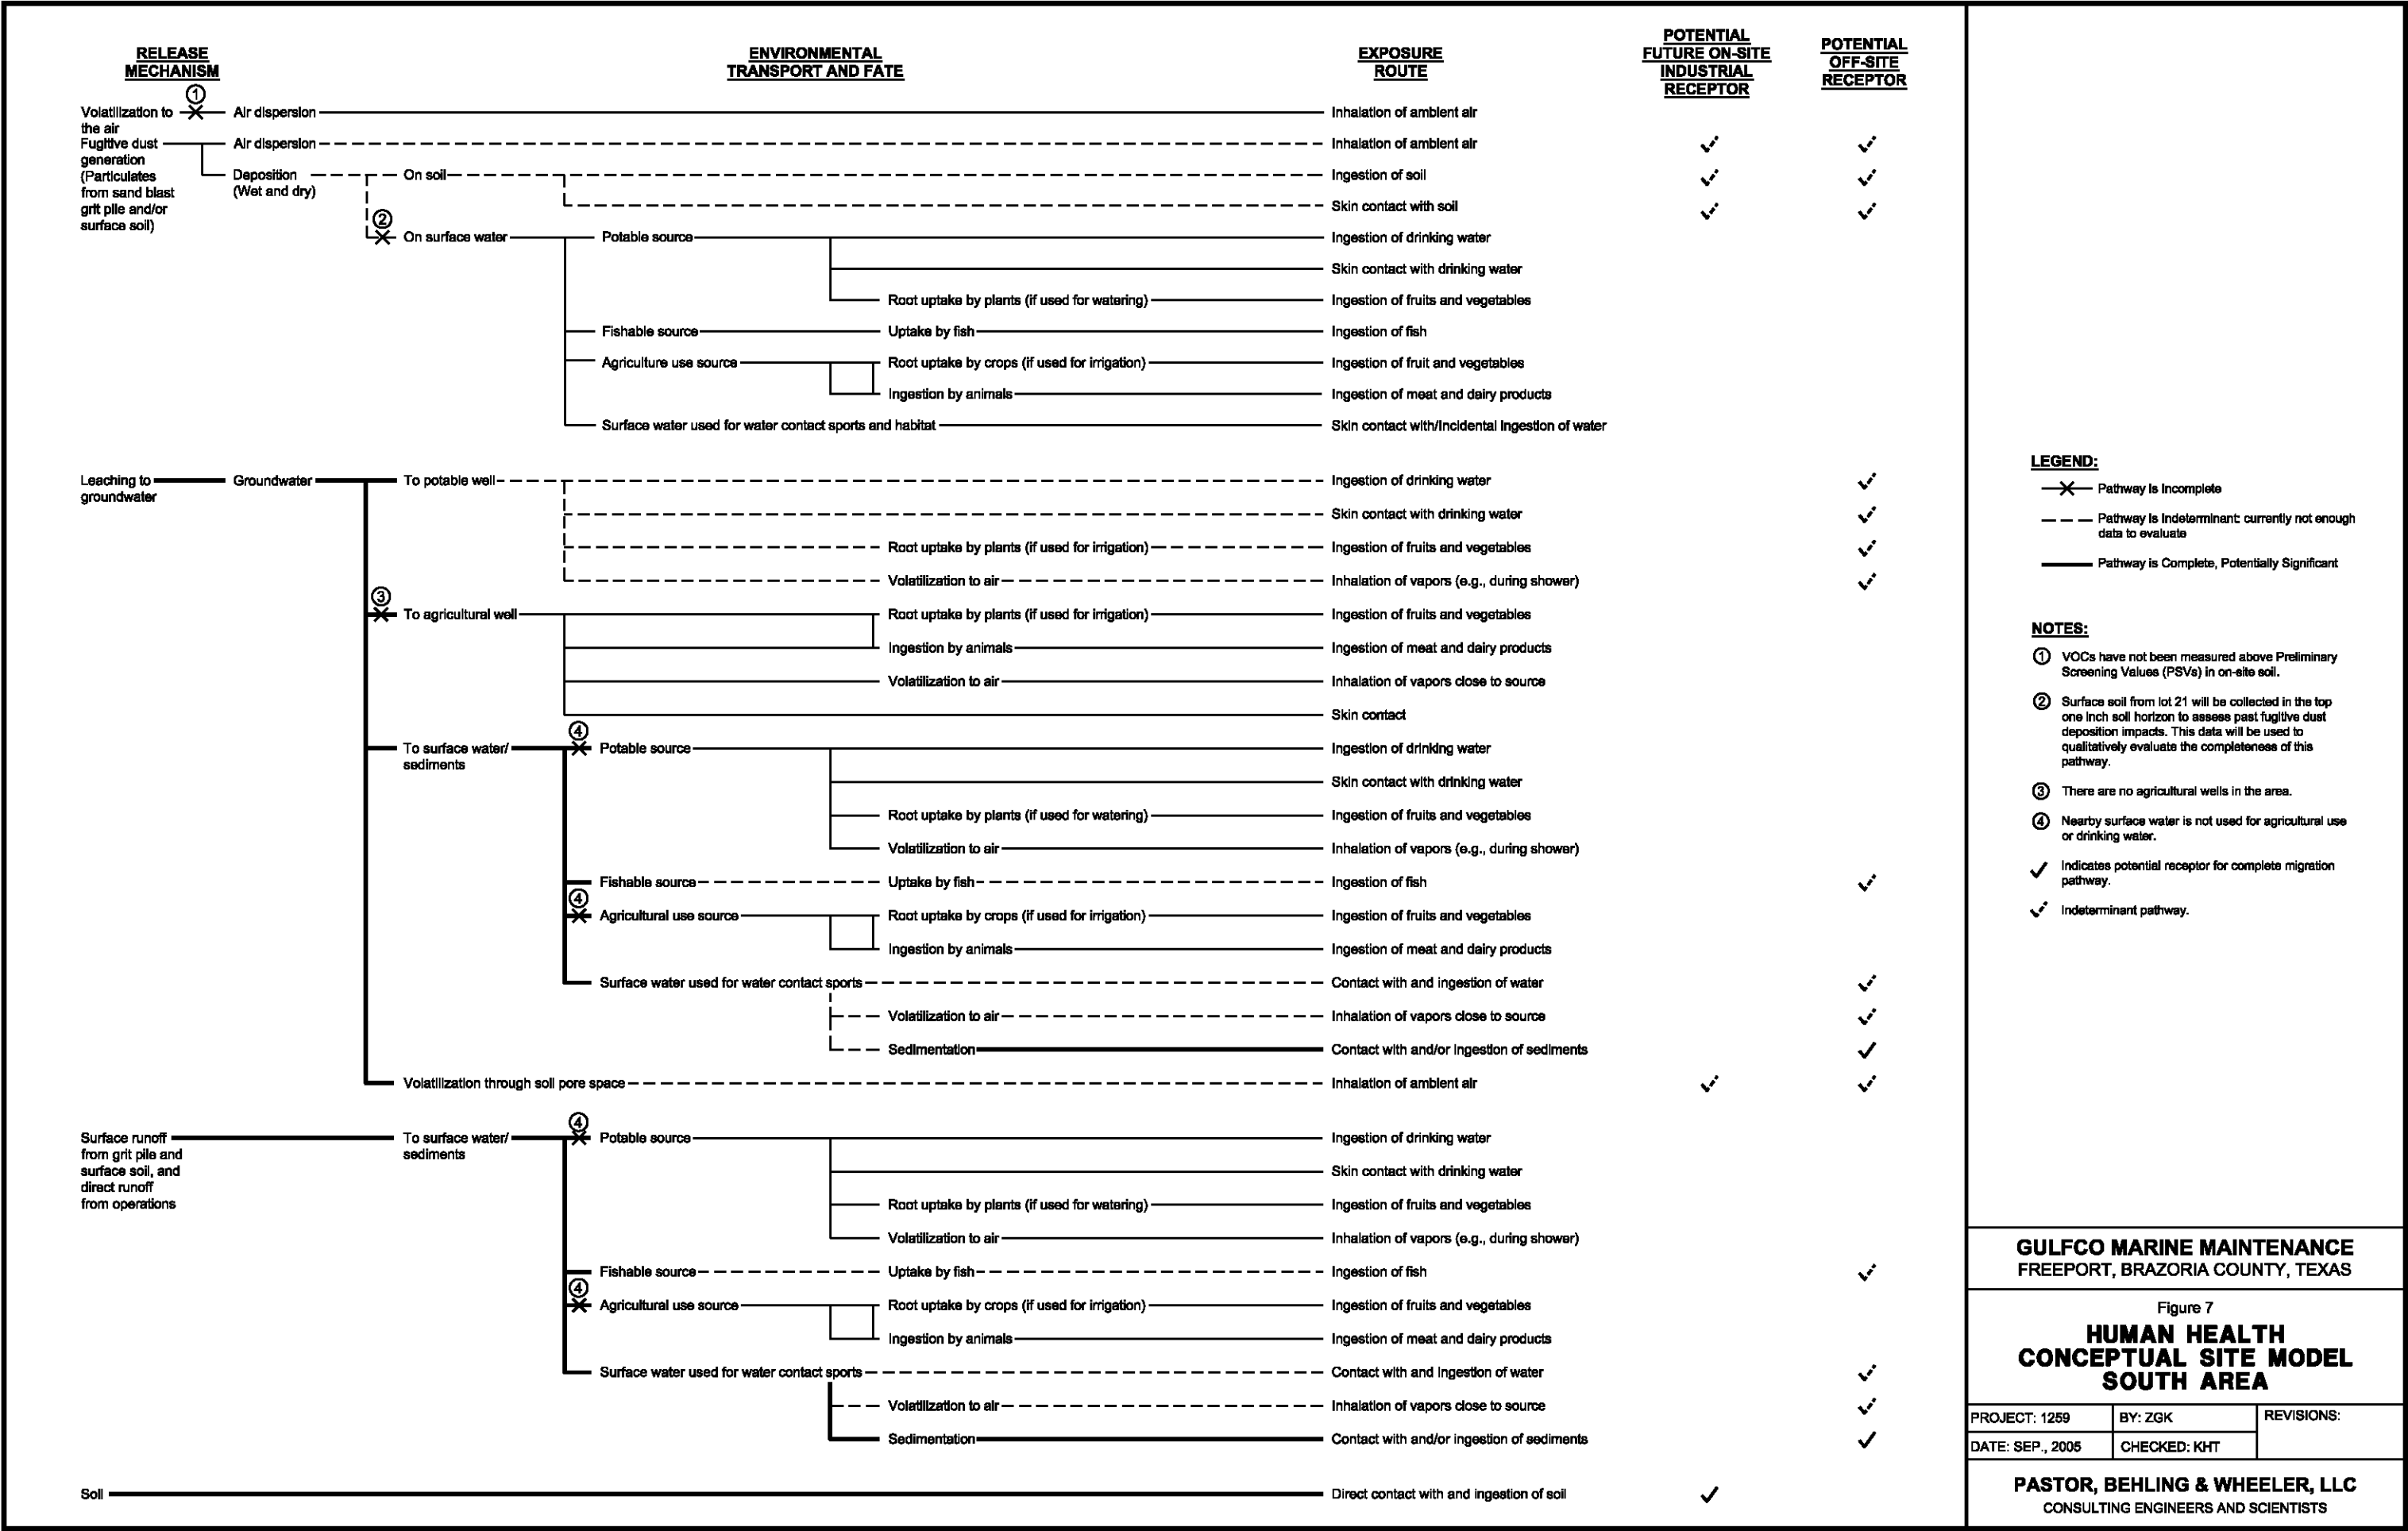 RELEASE
MECHANISM
ENVIRONMENTAL
TRANSPORT AND FATE
EXPOSURE
ROUTE
POTENTIAL
FUTURE ON-SITE
INDUSTRIAL
RECEPTOR
POTENTIAL
OFF-SITE
RECEPTOR
1
Volatilization to
the air
Air dispersion
Inhalation of ambient air
Fugitive dust
generation
(Particulates
from sand blast
grit pile and/or
surface soil)
Air dispersion
Inhalation of ambient air
Deposition
(Wet and dry)
On soil
Ingestion of soil
Skin contact with soil
2
On surface water
Potable source
Ingestion of drinking water
Skin contact with drinking water
Root uptake by plants (if used for watering)
Ingestion of fruits and vegetables
Fishable source
Uptake by fish
Ingestion of fish
Agriculture use source
Root uptake by crops (if used for irrigation)
Ingestion of fruit and vegetables
Ingestion by animals
Ingestion of meat and dairy products
Surface water used for water contact sports and habitat
Skin contact with/Incidental Ingestion of water
Leaching to
groundwater
Groundwater
To potable well
Ingestion of drinking water
Skin contact with drinking water
Root uptake by plants (if used for irrigation)
Ingestion of fruits and vegetables
Volatilization to air
Inhalation of vapors (e.g., during shower)
3
To agricultural well
Root uptake by plants (if used for irrigation)
Ingestion of fruits and vegetables
Ingestion by animals
Ingestion of meat and dairy products
Volatilization to air
Inhalation of vapors close to source
Skin contact
4
To surface water/
sediments
Potable source
Ingestion of drinking water
Skin contact with drinking water
Root uptake by plants (if used for watering)
Ingestion of fruits and vegetables
Volatilization to air
Inhalation of vapors (e.g., during shower)
Fishable source
Uptake by fish
Ingestion of fish
4
Agricultural use source
Root uptake by crops (if used for irrigation)
Ingestion of fruits and vegetables
Ingestion by animals
Ingestion of meat and dairy products
Surface water used for water contact sports
Contact with and ingestion of water
Volatilization to air
Inhalation of vapors close to source
Sedimentation
Contact with and/or ingestion of sediments
Volatilization through soil pore space
Inhalation of ambient air
4
Surface runoff
from grit pile and
surface soil, and
direct runoff
from operations
To surface water/
sediments
Potable source
Ingestion of drinking water
Skin contact with drinking water
Root uptake by plants (if used for watering)
Ingestion of fruits and vegetables
Volatilization to air
Inhalation of vapors (e.g., during shower)
Fishable source
Uptake by fish
Ingestion of fish
4
Agricultural use source
Root uptake by crops (if used for irrigation)
Ingestion of fruits and vegetables
Ingestion by animals
Ingestion of meat and dairy products
Surface water used for water contact sports
Contact with and ingestion of water
Volatilization to air
Inhalation of vapors close to source
Sedimentation
Contact with and/or ingestion of sediments
Soil
Direct contact with and ingestion of soil
LEGEND:
Pathway is Incomplete
Pathway is Indeterminant: currently not enough
data to evaluate
Pathway is Complete, Potentially Significant
NOTES:
1 VOCs have not been measured above Preliminary
Screening Values (PSVs) in on-site soil.
2 Surface soil from lot 21 will be collected in the top
one inch soil horizon to assess past fugitive dust
deposition impacts. This data will be used to
qualitatively evaluate the completeness of this
pathway.
3 There are no agricultural wells in the area.
4 Nearby surface water is not used for agricultural use
or drinking water.
Indicates potential receptor for complete migration
pathway.
Indeterminant pathway.
GULFCO MARINE MAINTENANCE
FREEPORT, BRAZORIA COUNTY, TEXAS
Figure 7
HUMAN HEALTH
CONCEPTUAL SITE MODEL
SOUTH AREA
PROJECT: 1259
BY: ZGK
REVISIONS:
DATE: SEP., 2005
CHECKED: KHT
PASTOR, BEHLING & WHEELER, LLC
CONSULTING ENGINEERS AND SCIENTISTS